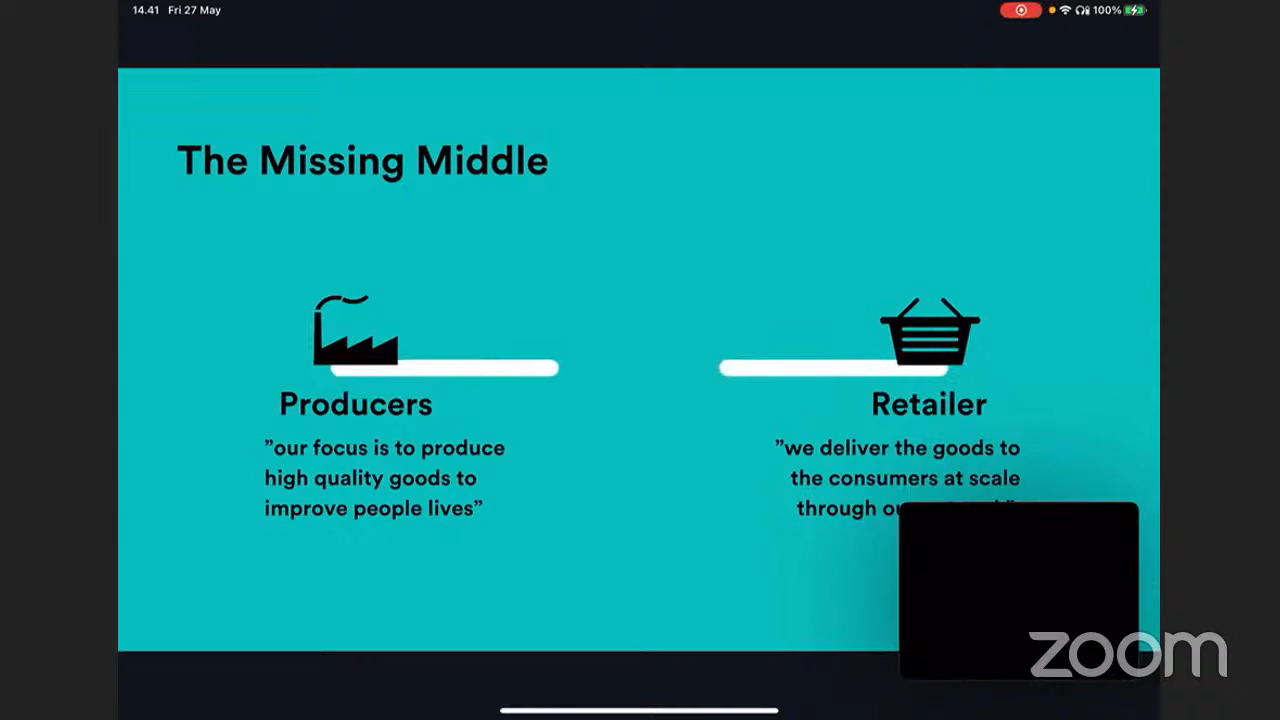 14.41 Fri 27 May
100%
The Missing Middle
Producers
”our focus is to produce
high quality goods to
improve people lives”
Retailer
”we deliver the goods to
the consumers at scale
through
zoom